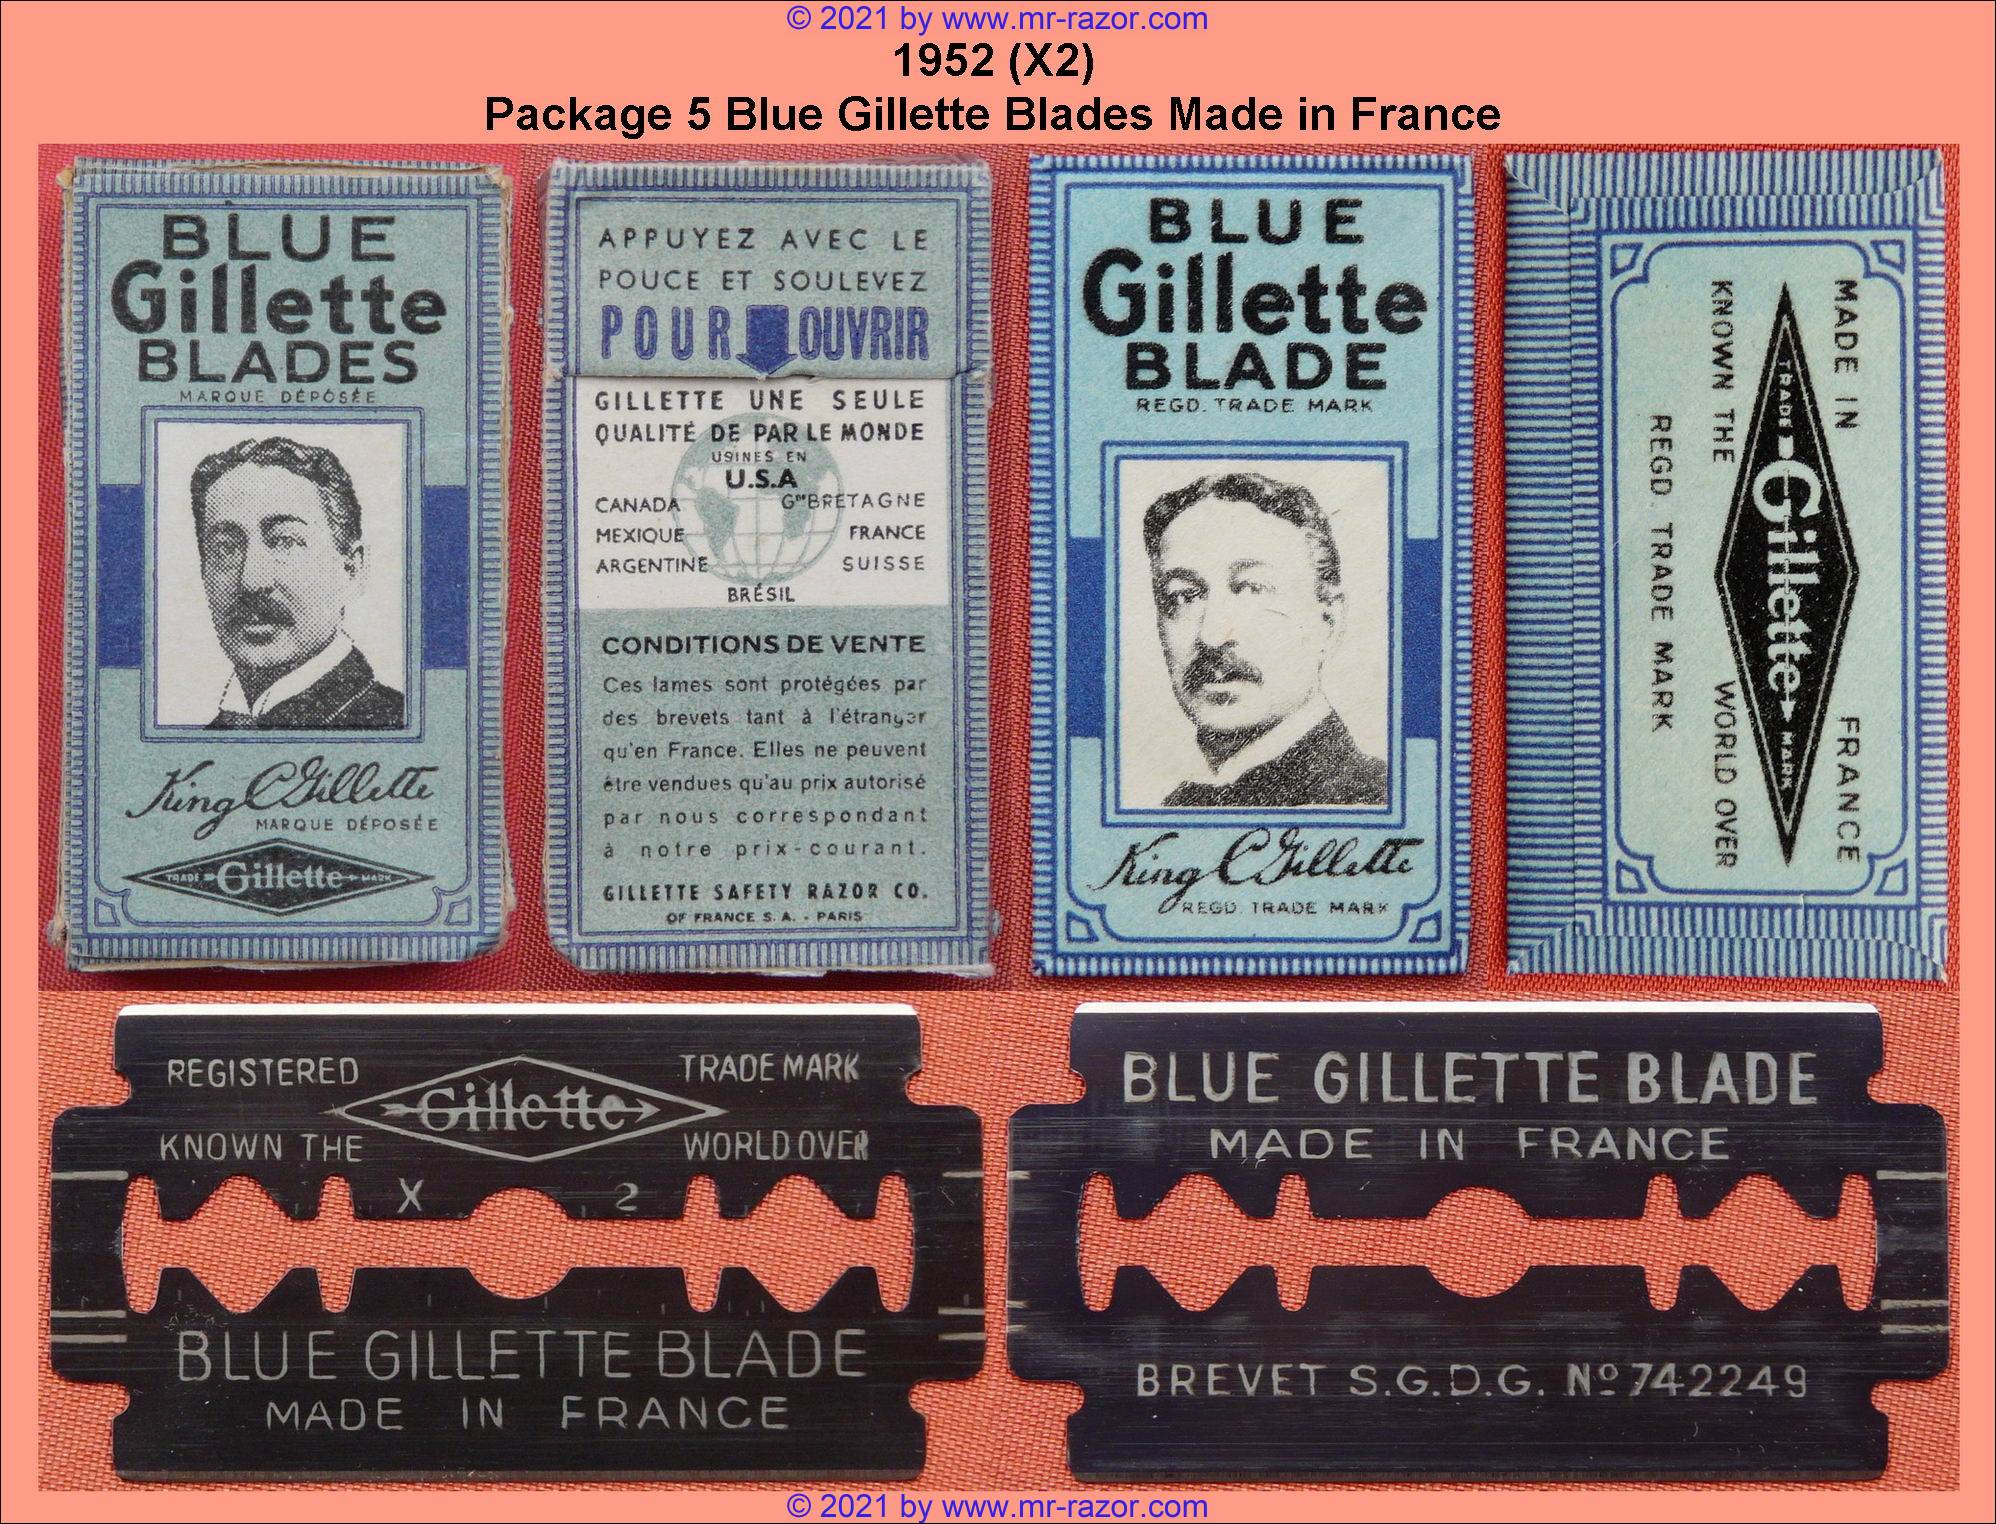 © 2021 by www.mr-razor.com
1952 (X2)
Package 5 Blue Gillette Blades Made in France
BLUE
Gillette
BLADES
MARQUE DÉPOSÉE
King C Gillette
MARQUE DÉPOSÉE
TRADE Gillette MARK
APPUYEZ AVEC LE
POUCE ET SOULEVEZ
POUR OUVRIR
GILLETTE UNE SEULE
QUALITÉ DE PAR LE MONDE
USINES EN
U.S.A
CANADA GDE BRETAGNE
MEXIQUE FRANCE
ARGENTINE SUISSE
BRÉSIL
CONDITIONS DE VENTE
Ces lames sont protégées par
des brevets tant à l'étranger
qu'en France. Elles ne peuvent
être vendues qu'au prix autorisé
par nous correspondant
à notre prix-courant.
GILLETTE SAFETY RAZOR CO.
OF FRANCE S.A. - PARIS
BLUE
Gillette
BLADE
REGD. TRADE MARK
King C Gillette
REGD. TRADE MARK
MADE IN FRANCE
TRADE Gillette MARK
KNOWN THE WORLD OVER
REGD. TRADE MARK
REGISTERED TRADE MARK
Gillette
KNOWN THE WORLD OVER
X 2
BLUE GILLETTE BLADE
MADE IN FRANCE
BLUE GILLETTE BLADE
MADE IN FRANCE
BREVET S.G.D.G. Nº 742249
© 2021 by www.mr-razor.com